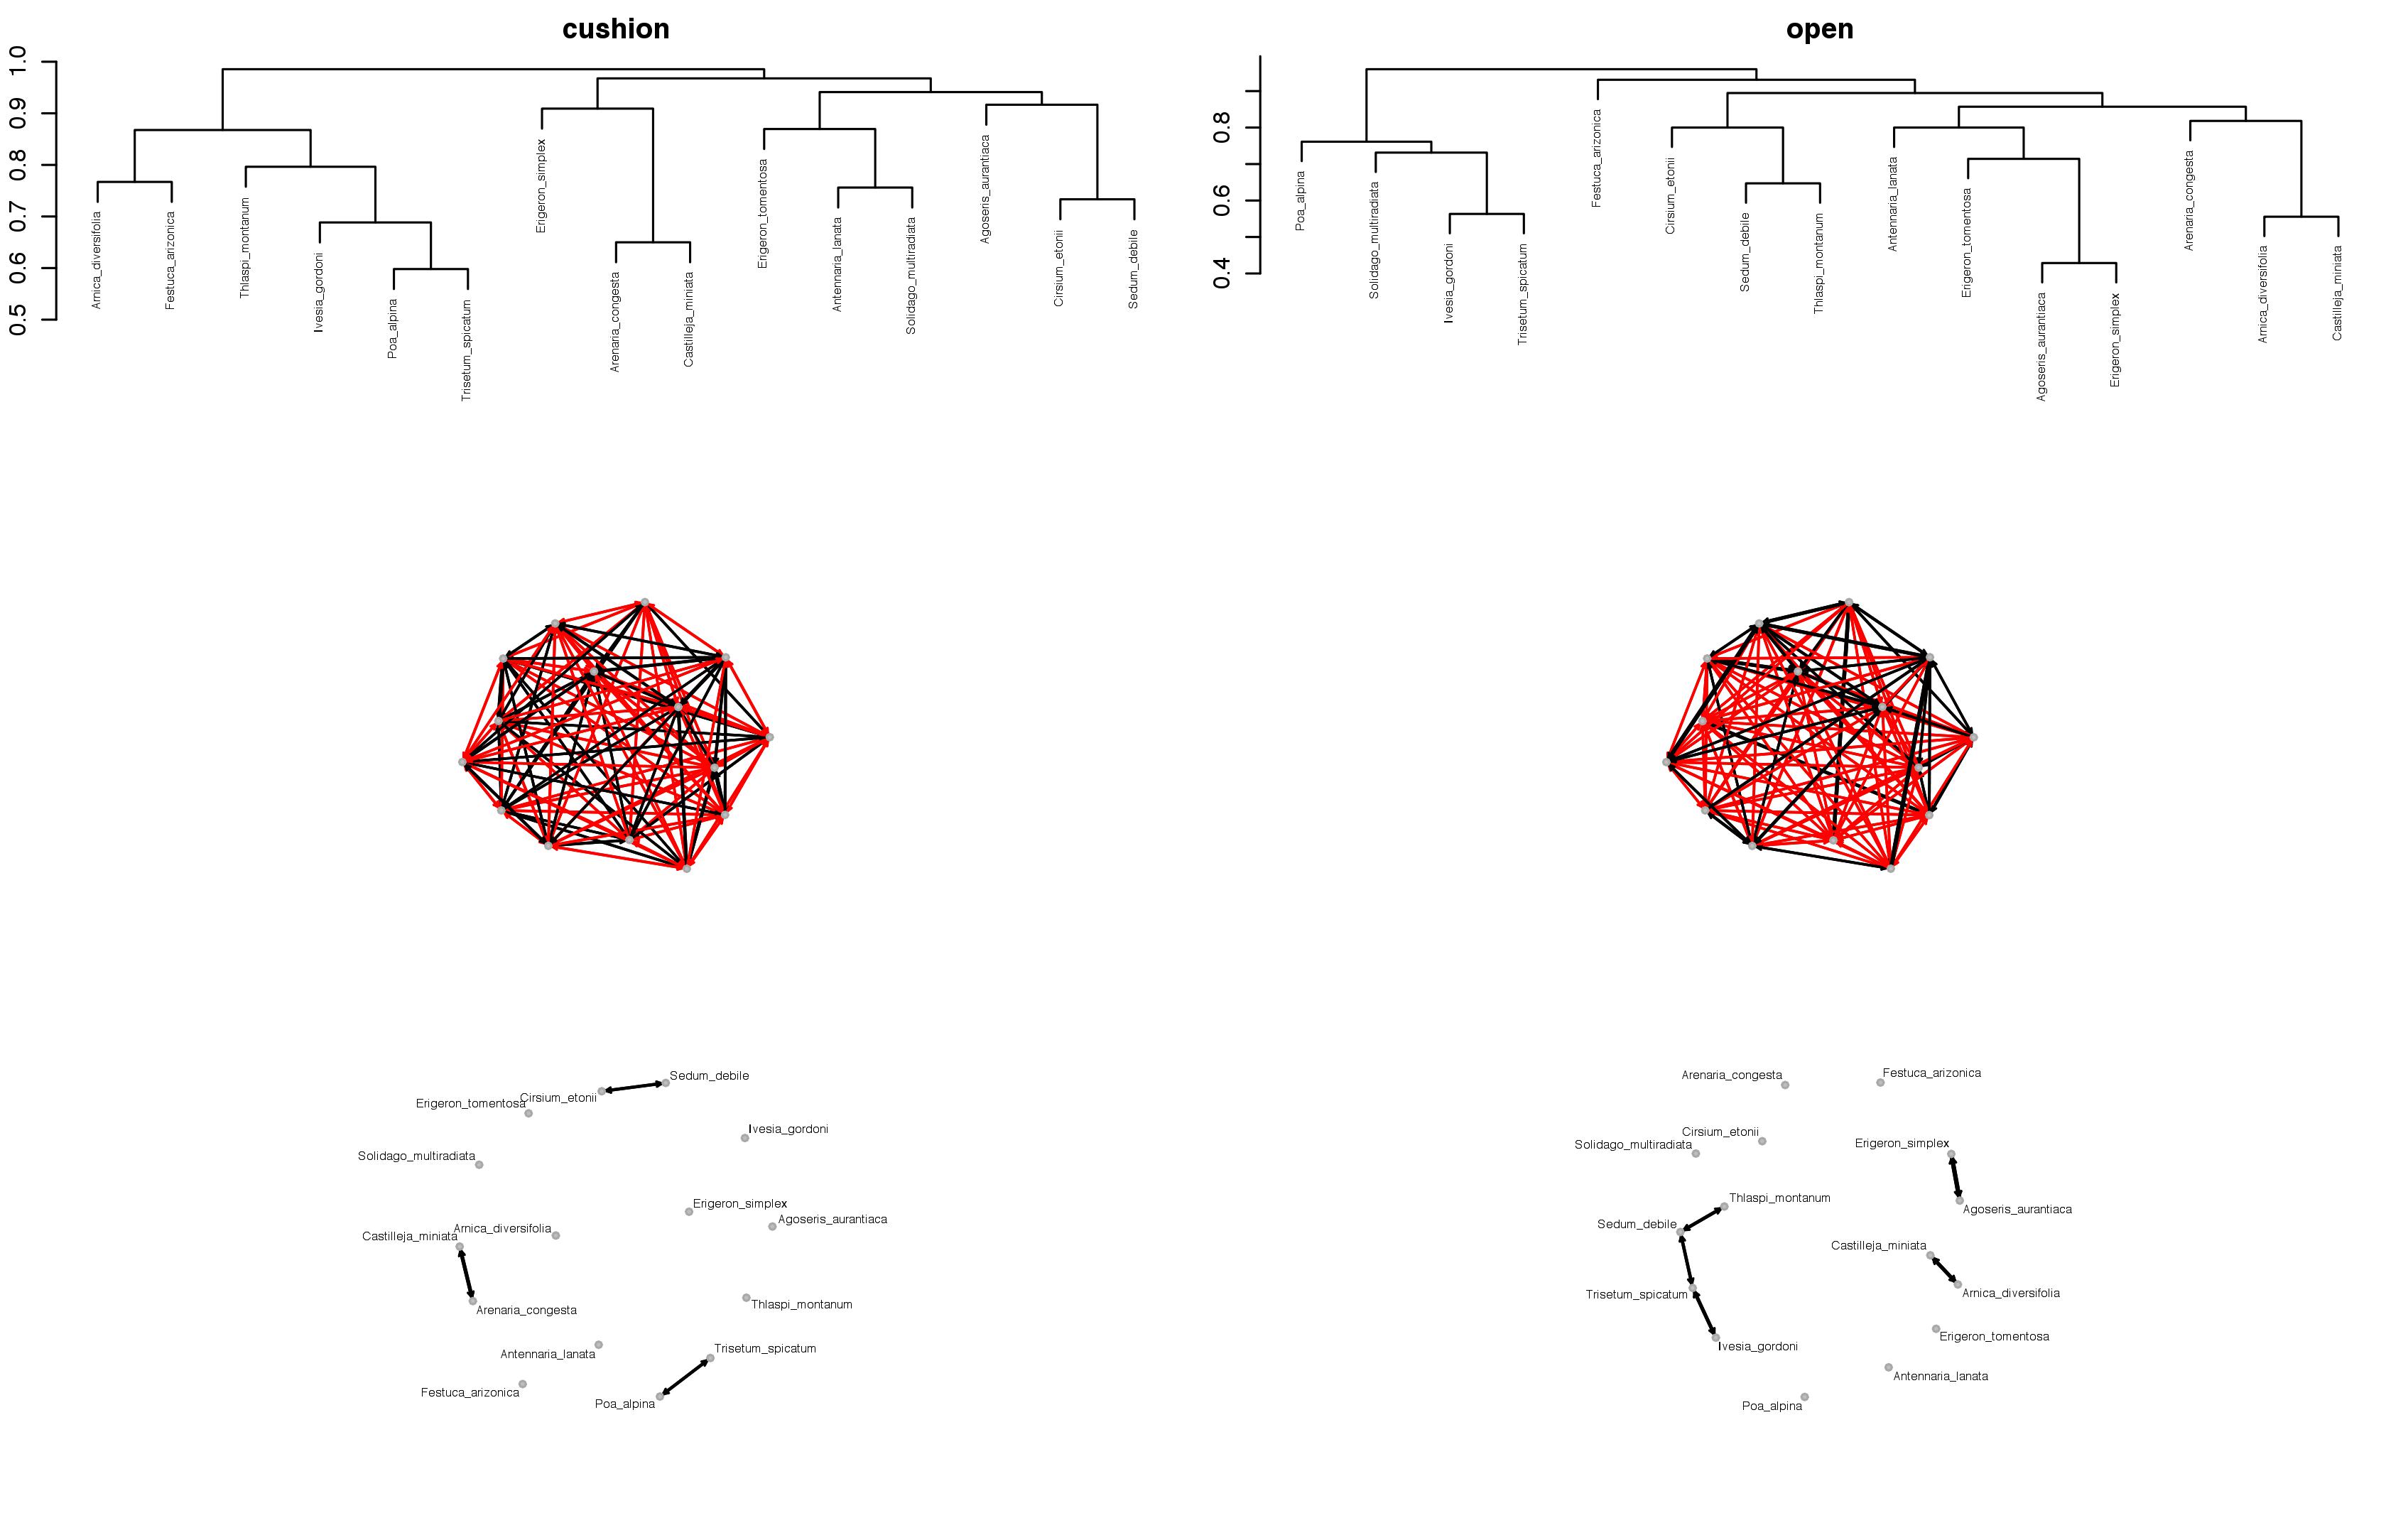 cushion
1.0
0.9
0.8
0.7
0.6
0.5
Arnica_diversifolia
Festuca_arizonica
Thlaspi_montanum
Ivesia_gordoni
Poa_alpina
Trisetum_spicatum
Erigeron_simplex
Arenaria_congesta
Castilleja_miniata
Erigeron_tomentosa
Antennaria_lanata
Solidago_multiradiata
Agoseris_aurantiaca
Cirsium_etonii
Sedum_debile
open
0.8
0.6
0.4
Poa_alpina
Solidago_multiradiata
Ivesia_gordoni
Trisetum_spicatum
Festuca_arizonica
Cirsium_etonii
Sedum_debile
Thlaspi_montanum
Antennaria_lanata
Erigeron_tomentosa
Agoseris_aurantiaca
Erigeron_simplex
Arenaria_congesta
Arnica_diversifolia
Castilleja_miniata
Sedum_debile
Cirsium_etonii
Erigeron_tomentosa
Ivesia_gordoni
Solidago_multiradiata
Erigeron_simplex
Agoseris_aurantiaca
Arnica_diversifolia
Castilleja_miniata
Thlaspi_montanum
Arenaria_congesta
Trisetum_spicatum
Antennaria_lanata
Festuca_arizonica
Poa_alpina
Festuca_arizonica
Arenaria_congesta
Cirsium_etonii
Solidago_multiradiata
Erigeron_simplex
Thlaspi_montanum
Agoseris_aurantiaca
Sedum_debile
Castilleja_miniata
Arnica_diversifolia
Trisetum_spicatum
Erigeron_tomentosa
Ivesia_gordoni
Antennaria_lanata
Poa_alpina